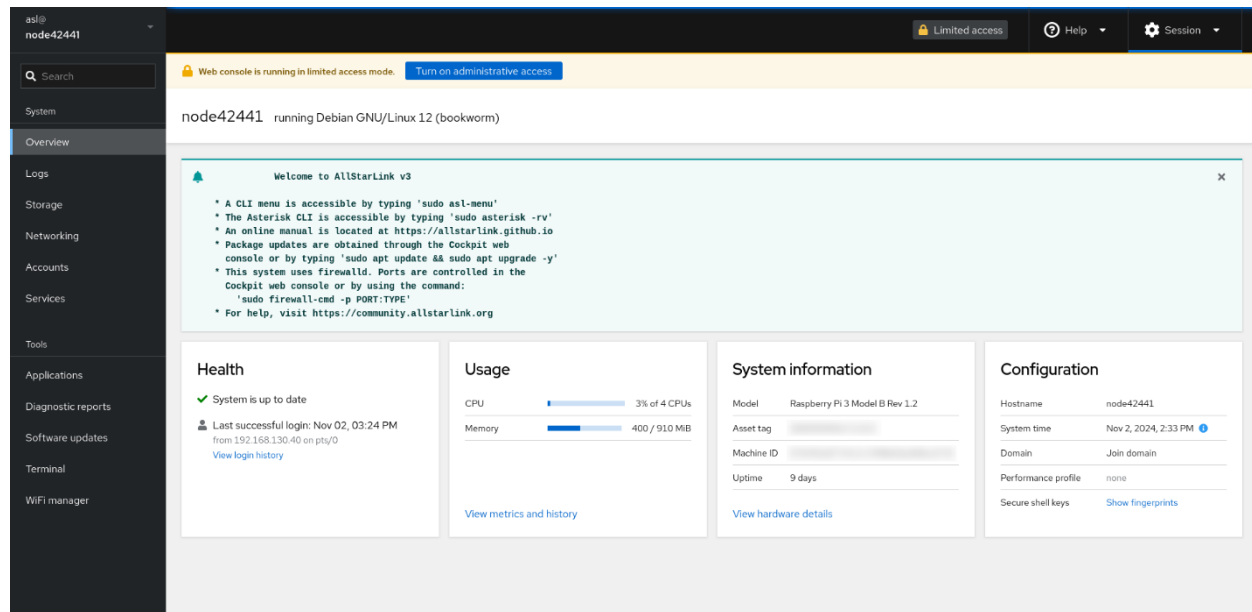 asl@
node42441
Limited access
Help
Session
Search
Web console is running in limited access mode. Turn on administrative access
System
node42441 running Debian GNU/Linux 12 (bookworm)
Overview
Logs
Storage
Networking
Accounts
Services
Tools
Applications
Diagnostic reports
Software updates
Terminal
WiFi manager
Welcome to AllStarLink v3
* A CLI menu is accessible by typing 'sudo asl-menu'
* The Asterisk CLI is accessible by typing 'sudo asterisk -rv'
* An online manual is located at https://allstarlink.github.io
* Package updates are obtained through the Cockpit web
console or by typing 'sudo apt update && sudo apt upgrade -y'
* This system uses firewalld. Ports are controlled in the
Cockpit web console or by using the command:
'sudo firewall-cmd -p PORT:TYPE'
* For help, visit https://community.allstarlink.org
Health
System is up to date
Last successful login: Nov 02, 03:24 PM
from 192.168.130.40 on pts/0
View login history
Usage
CPU 3% of 4 CPUs
Memory 400 / 910 MiB
View metrics and history
System information
Model Raspberry Pi 3 Model B Rev 1.2
Asset tag
Machine ID
Uptime 9 days
View hardware details
Configuration
Hostname node42441
System time Nov 2, 2024, 2:33 PM
Domain Join domain
Performance profile none
Secure shell keys Show fingerprints